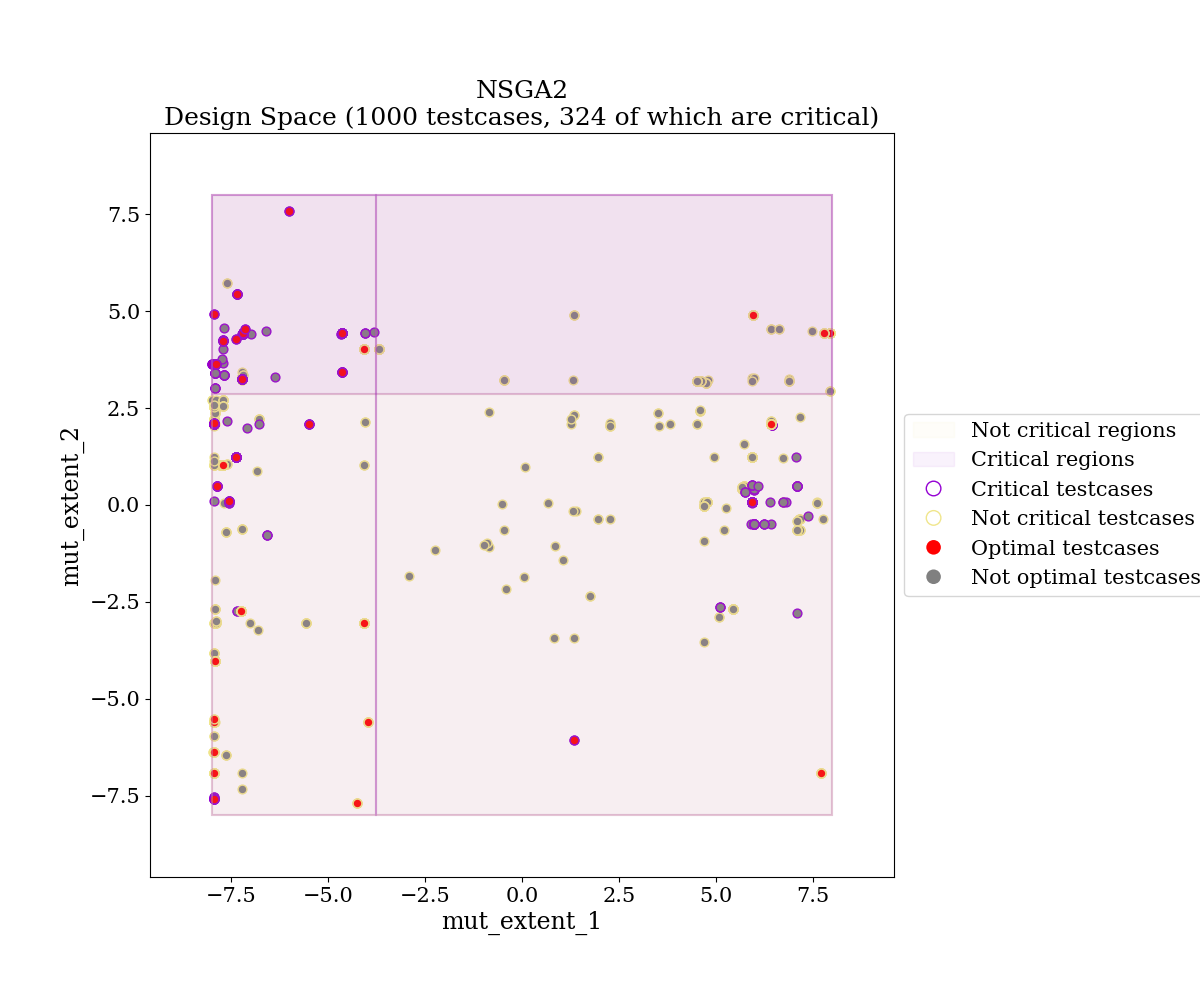 NSGA2
Design Space (1000 testcases, 324 of which are critical)
7.5
5.0
2.5
0.0
−2.5
−5.0
−7.5
mut_extent_2
−7.5 −5.0 −2.5 0.0 2.5 5.0 7.5
mut_extent_1
Not critical regions
Critical regions
Critical testcases
Not critical testcases
Optimal testcases
Not optimal testcases